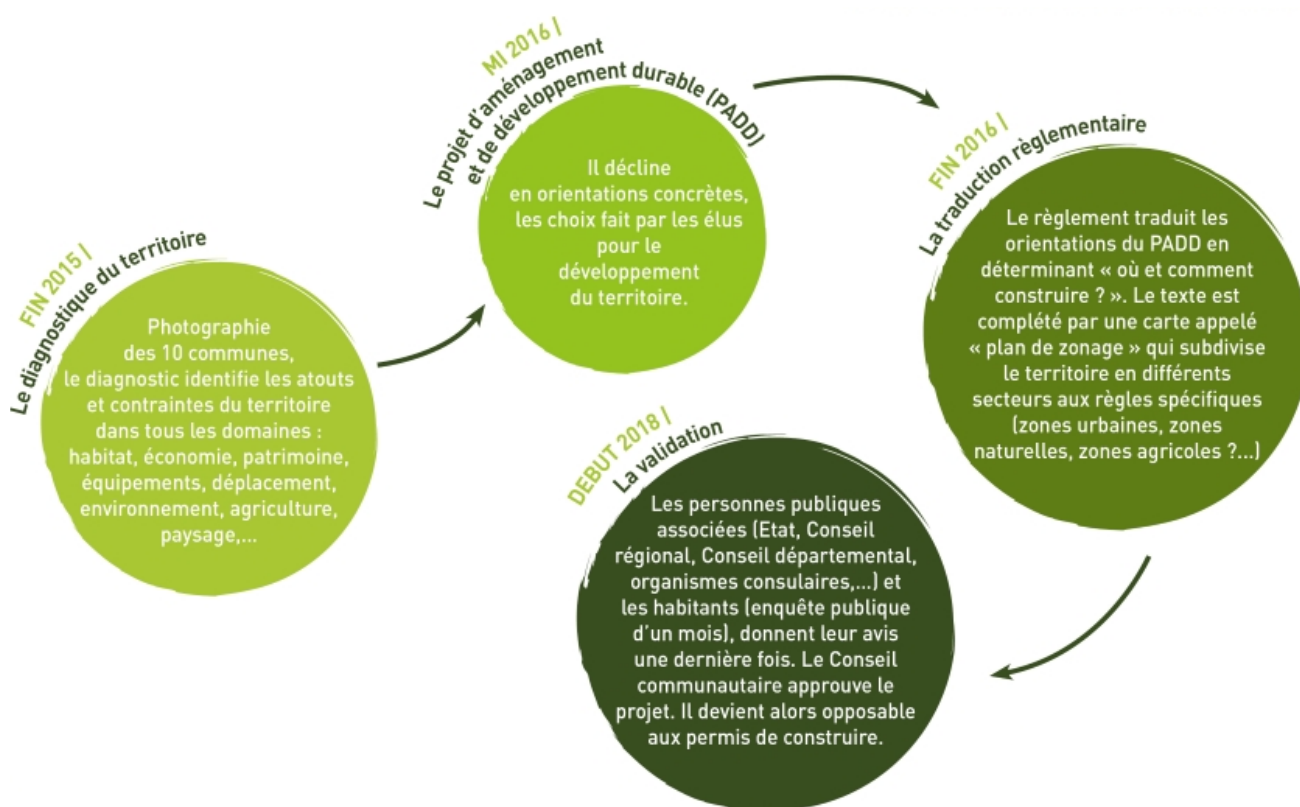 FIN 2015 |
Le diagnostique du territoire
Photographie
des 10 communes,
le diagnostic identifie les atouts
et contraintes du territoire
dans tous les domaines :
habitat, économie, patrimoine,
équipements, déplacement,
environnement, agriculture,
paysage,...
MI 2016 |
Le projet d'aménagement
et de développement durable (PADD)
Il décline
en orientations concrètes,
les choix fait par les élus
pour le
développement
du territoire.
FIN 2016 |
La traduction règlementaire
Le règlement traduit les
orientations du PADD en
déterminant « où et comment
construire ? ». Le texte est
complété par une carte appelé
« plan de zonage » qui subdivise
le territoire en différents
secteurs aux règles spécifiques
(zones urbaines, zones
naturelles, zones agricoles ?...)
DEBUT 2018 |
La validation
Les personnes publiques
associées (Etat, Conseil
régional, Conseil départemental,
organismes consulaires,...) et
les habitants (enquête publique
d'un mois), donnent leur avis
une dernière fois. Le Conseil
communautaire approuve le
projet. Il devient alors opposable
aux permis de construire.